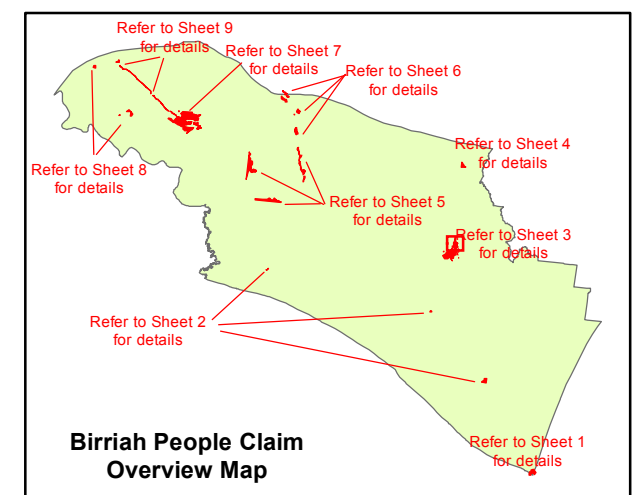 Refer to Sheet 9
for details
Refer to Sheet 7
for details
Refer to Sheet 6
for details
Refer to Sheet 4
for details
Refer to Sheet 8
for details
Refer to Sheet 5
for details
Refer to Sheet 3
for details
Refer to Sheet 2
for details
Birriah People Claim
Overview Map
Refer to Sheet 1
for details